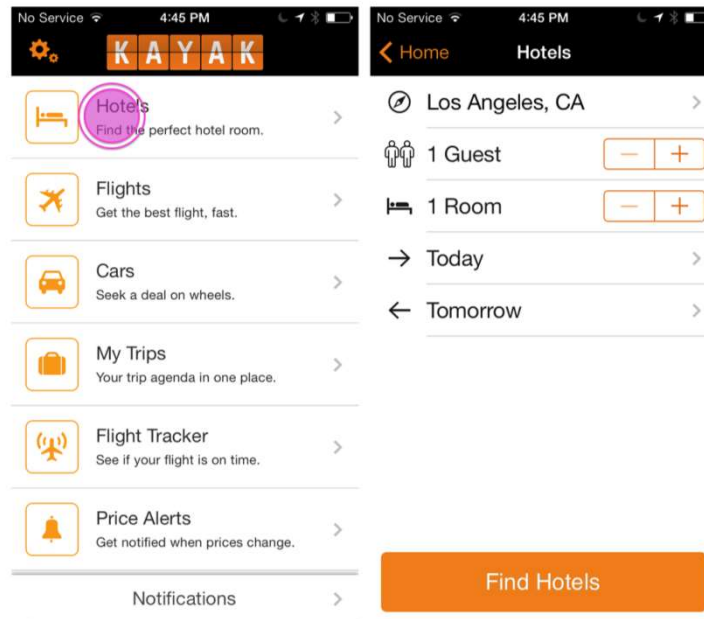 No Service 4:45 PM
KAYAK
Hotels
Find the perfect hotel room.
Flights
Get the best flight, fast.
Cars
Seek a deal on wheels.
My Trips
Your trip agenda in one place.
Flight Tracker
See if your flight is on time.
Price Alerts
Get notified when prices change.
Notifications
No Service 4:45 PM
Home Hotels
Los Angeles, CA
1 Guest − +
1 Room − +
Today
Tomorrow
Find Hotels